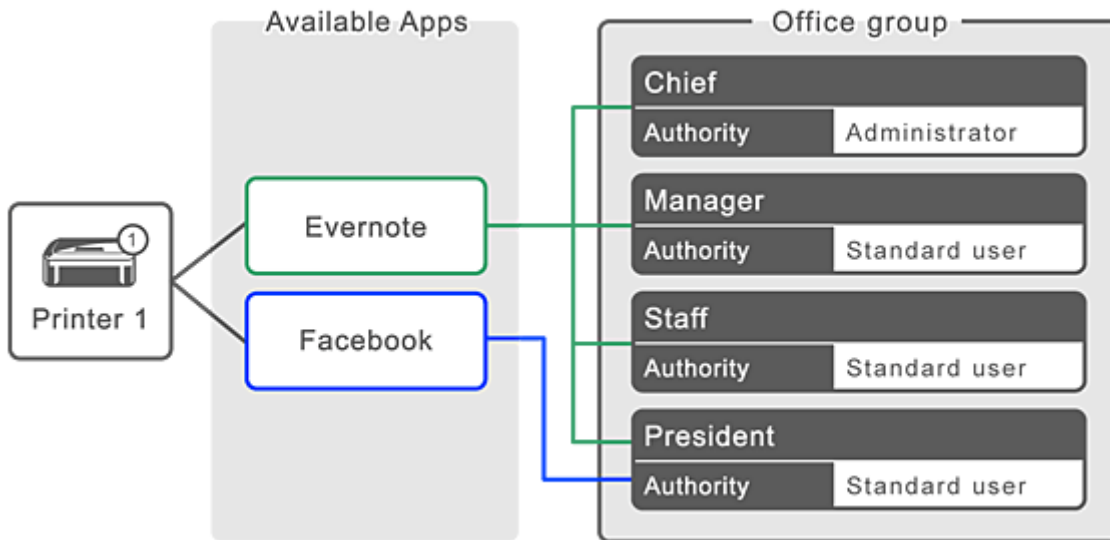 Available Apps
Office group
Chief
Authority Administrator
Evernote
Manager
Authority Standard user
1
Printer 1
Facebook
Staff
Authority Standard user
President
Authority Standard user